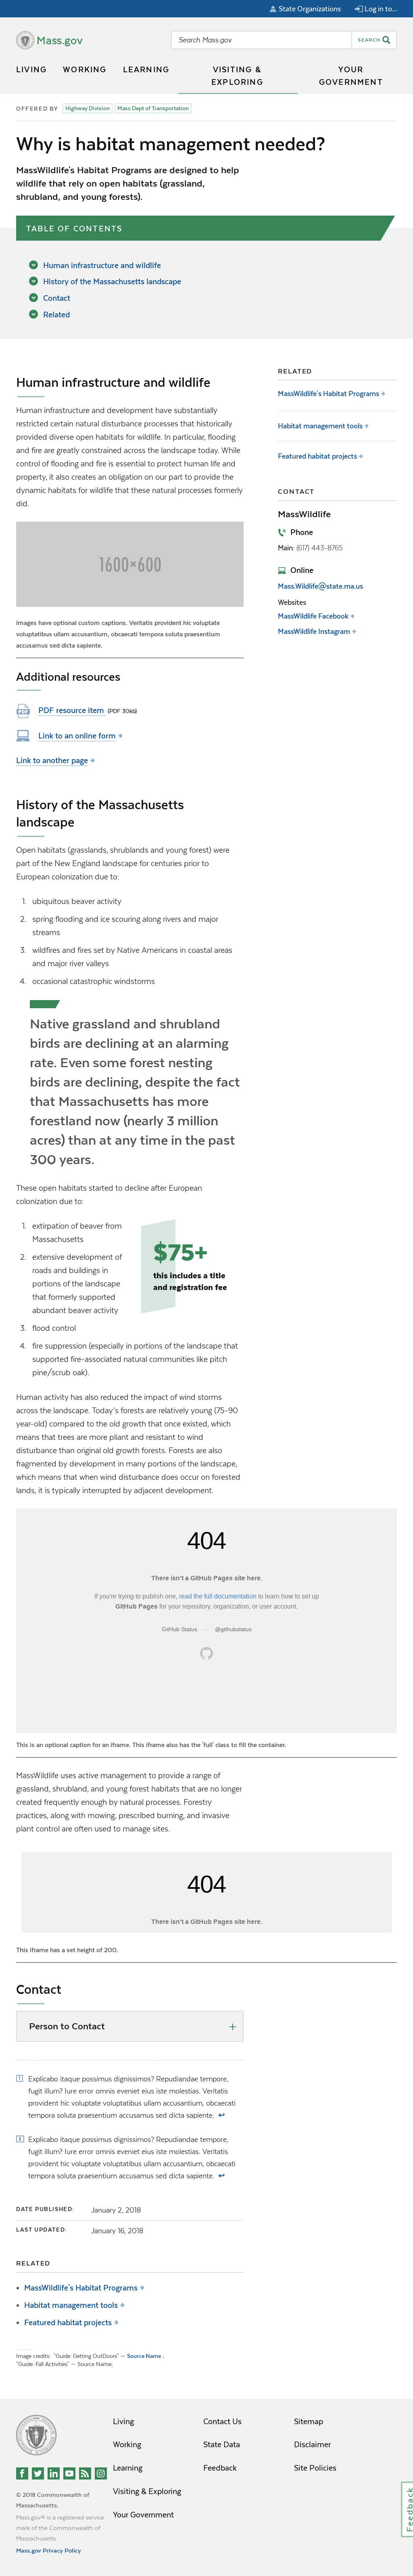 State Organizations
Log in to...
Mass.gov
Search Mass.gov
SEARCH
LIVING
WORKING
LEARNING
VISITING &
EXPLORING
YOUR
GOVERNMENT
OFFERED BY
Highway Division
Mass Dept of Transportation
Why is habitat management needed?
MassWildlife's Habitat Programs are designed to help
wildlife that rely on open habitats (grassland,
shrubland, and young forests).
TABLE OF CONTENTS
Human infrastructure and wildlife
History of the Massachusetts landscape
Contact
Related
Human infrastructure and wildlife
Human infrastructure and development have substantially
restricted certain natural disturbance processes that historically
provided diverse open habitats for wildlife. In particular, flooding
and fire are greatly constrained across the landscape today. While
control of flooding and fire is essential to protect human life and
property, it also creates an obligation on our part to provide the
dynamic habitats for wildlife that these natural processes formerly
did.
1600×600
Images have optional custom captions. Veritatis provident hic voluptate
voluptatibus ullam accusantium, obcaecati tempora soluta praesentium
accusamus sed dicta sapiente.
Additional resources
PDF
PDF resource item (PDF 30kb)
Link to an online form
Link to another page
RELATED
MassWildlife's Habitat Programs
Habitat management tools
Featured habitat projects
CONTACT
MassWildlife
Phone
Main: (617) 443-8765
Online
Mass.Wildlife@state.ma.us
Websites
MassWildlife Facebook
MassWildlife Instagram
History of the Massachusetts
landscape
Open habitats (grasslands, shrublands and young forest) were
part of the New England landscape for centuries prior to
European colonization due to:
1. ubiquitous beaver activity
2. spring flooding and ice scouring along rivers and major
streams
3. wildfires and fires set by Native Americans in coastal areas
and major river valleys
4. occasional catastrophic windstorms
Native grassland and shrubland
birds are declining at an alarming
rate. Even some forest nesting
birds are declining, despite the fact
that Massachusetts has more
forestland now (nearly 3 million
acres) than at any time in the past
300 years.
These open habitats started to decline after European
colonization due to:
1. extirpation of beaver from
Massachusetts
2. extensive development of
roads and buildings in
portions of the landscape
that formerly supported
abundant beaver activity
$75+
this includes a title
and registration fee
3. flood control
4. fire suppression (especially in portions of the landscape that
supported fire-associated natural communities like pitch
pine/scrub oak).
Human activity has also reduced the impact of wind storms
across the landscape. Today's forests are relatively young (75-90
year-old) compared to the old growth that once existed, which
means that trees are more pliant and resistant to wind
disturbance than original old growth forests. Forests are also
fragmented by development in many portions of the landscape,
which means that when wind disturbance does occur on forested
lands, it is typically interrupted by adjacent development.
404
There isn't a GitHub Pages site here.
If you're trying to publish one, read the full documentation to learn how to set up
GitHub Pages for your repository, organization, or user account.
GitHub Status — @githubstatus
This is an optional caption for an iframe. This iframe also has the 'full' class to fill the container.
MassWildlife uses active management to provide a range of
grassland, shrubland, and young forest habitats that are no longer
created frequently enough by natural processes. Forestry
practices, along with mowing, prescribed burning, and invasive
plant control are often used to manage sites.
404
There isn't a GitHub Pages site here.
This iframe has a set height of 200.
Contact
Person to Contact
1 Explicabo itaque possimus dignissimos? Repudiandae tempore,
fugit illum? Iure error omnis eveniet eius iste molestias. Veritatis
provident hic voluptate voluptatibus ullam accusantium, obcaecati
tempora soluta praesentium accusamus sed dicta sapiente. ↩
2 Explicabo itaque possimus dignissimos? Repudiandae tempore,
fugit illum? Iure error omnis eveniet eius iste molestias. Veritatis
provident hic voluptate voluptatibus ullam accusantium, obcaecati
tempora soluta praesentium accusamus sed dicta sapiente. ↩
DATE PUBLISHED: January 2, 2018
LAST UPDATED: January 16, 2018
RELATED
MassWildlife's Habitat Programs
Habitat management tools
Featured habitat projects
Image credits: "Guide: Getting OutDoors" — Source Name ,
"Guide: Fall Activities" — Source Name;
Living
Working
Learning
Visiting & Exploring
Your Government
Contact Us
State Data
Feedback
Sitemap
Disclaimer
Site Policies
© 2018 Commonwealth of
Massachusetts.
Mass.gov® is a registered service
mark of the Commonwealth of
Massachusetts.
Mass.gov Privacy Policy
Feedback